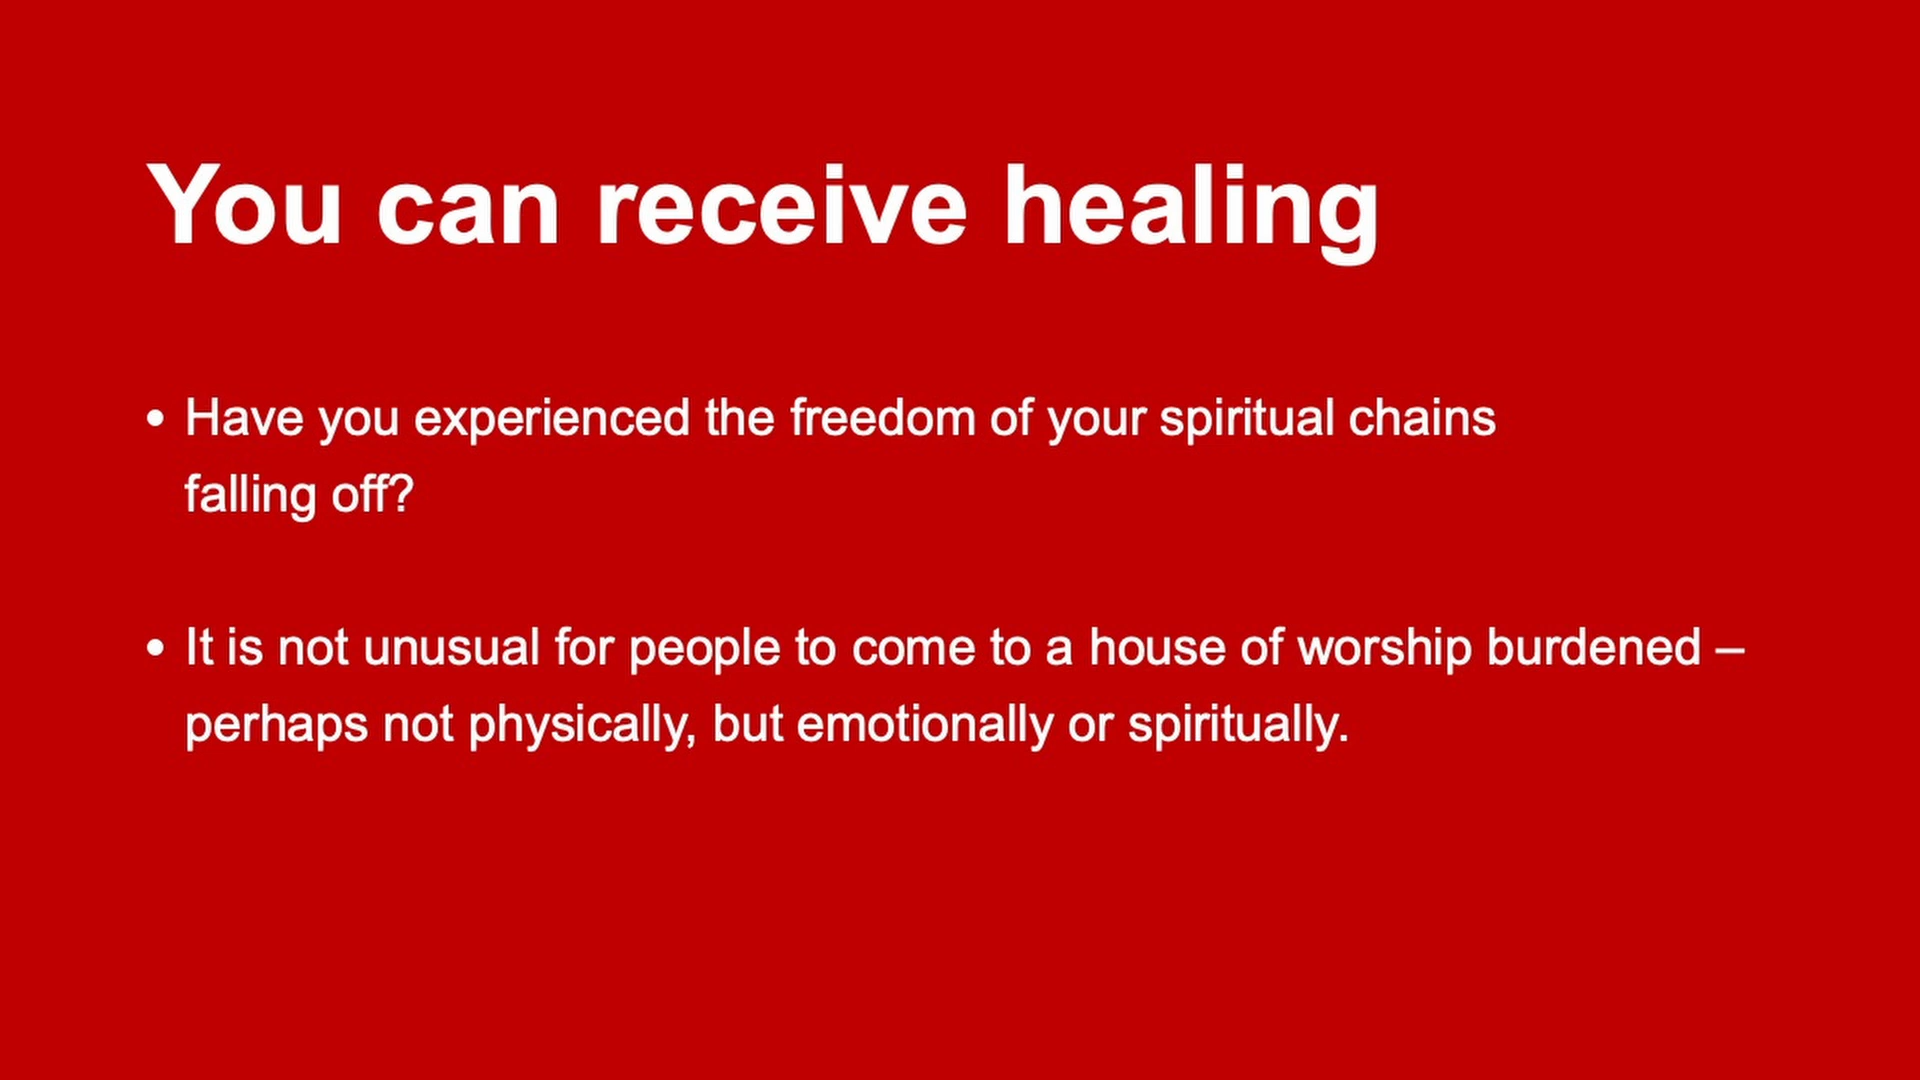 You can receive healing
• Have you experienced the freedom of your spiritual chains
falling off?
• It is not unusual for people to come to a house of worship burdened –
perhaps not physically, but emotionally or spiritually.